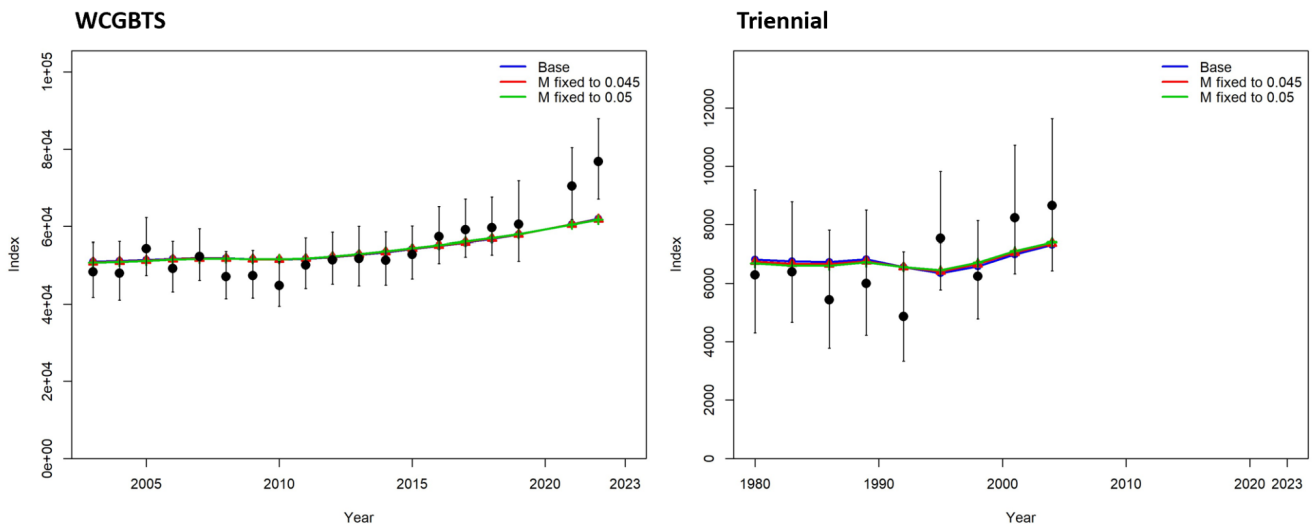 WCGBTS
Triennial
Base
M fixed to 0.045
M fixed to 0.05
Index
0e+00
2e+04
4e+04
6e+04
8e+04
1e+05
2005 2010 2015 2020 2023
Year
Base
M fixed to 0.045
M fixed to 0.05
Index
0
2000
4000
6000
8000
10000
12000
1980 1990 2000 2010 2020 2023
Year